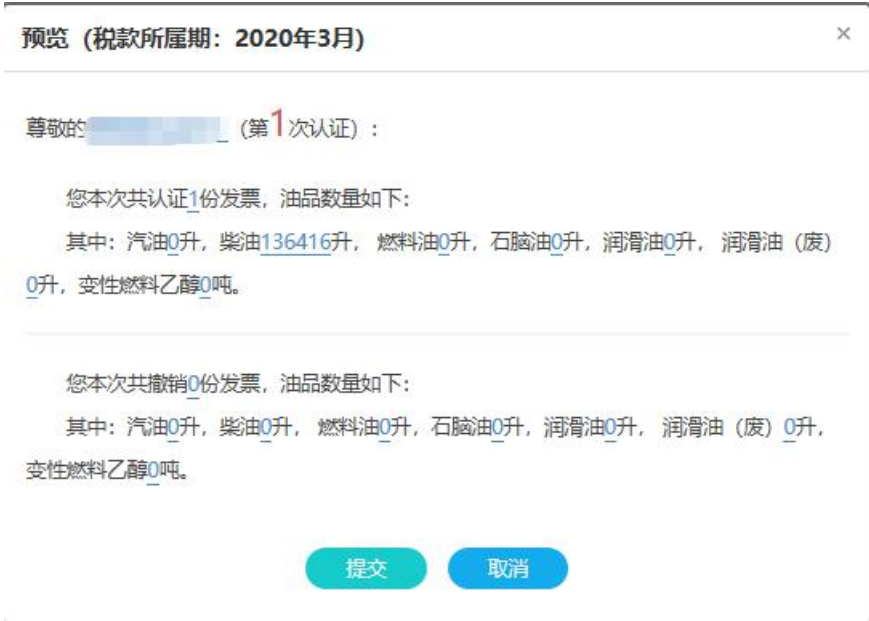 预览（税款所属期：2020年3月）
×
尊敬的 （第1次认证）：
您本次共认证1份发票，油品数量如下：
其中：汽油0升，柴油136416升， 燃料油0升，石脑油0升，润滑油0升， 润滑油（废）
0升，变性燃料乙醇0吨。
您本次共撤销0份发票，油品数量如下：
其中：汽油0升，柴油0升， 燃料油0升，石脑油0升，润滑油0升， 润滑油（废）0升，
变性燃料乙醇0吨。
提交
取消